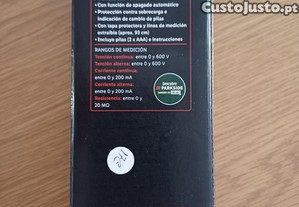 CustoJusto.pt
• Con función de apagado automático
• Protección contra sobrecarga e
Indicación de cambio de pilas
• Con tapa protectora y línea de medición
extraíble (aprox. 93 cm)
• Incluye pilas (2 x AAA) e Instrucciones
RANGOS DE MEDICIÓN
Tensión continua: entre 0 y 600 V
Tensión alterna: entre 0 y 600 V
Corriente continua:
entre 0 y 200 mA
Corriente alterna:
entre 0 y 200 mA
Resistencia: entre 0 y
20 MΩ
Descubre
PARKSIDE